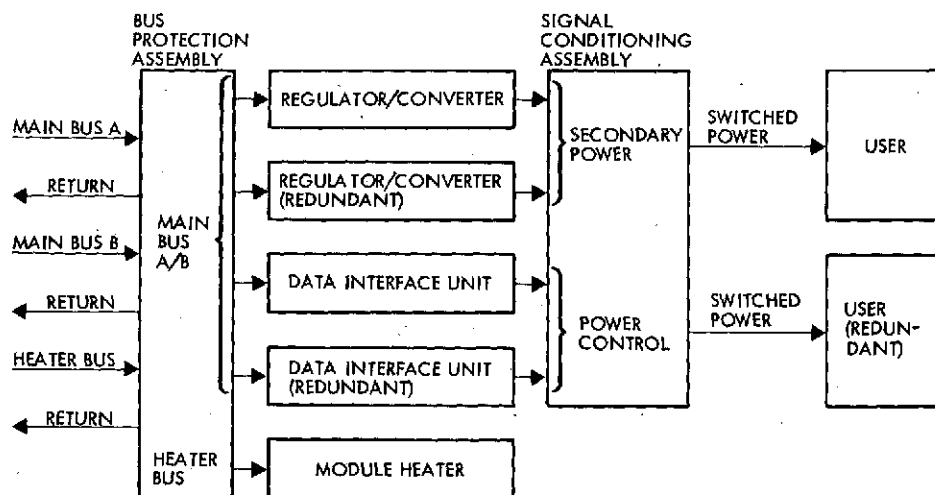 BUS
PROTECTION
ASSEMBLY
SIGNAL
CONDITIONING
ASSEMBLY
MAIN BUS A
RETURN
MAIN BUS B
RETURN
HEATER BUS
RETURN
MAIN
BUS
A/B
HEATER
BUS
REGULATOR/CONVERTER
REGULATOR/CONVERTER
(REDUNDANT)
DATA INTERFACE UNIT
DATA INTERFACE UNIT
(REDUNDANT)
MODULE HEATER
SECONDARY
POWER
POWER
CONTROL
SWITCHED
POWER
SWITCHED
POWER
USER
USER
(REDUN-
DANT)